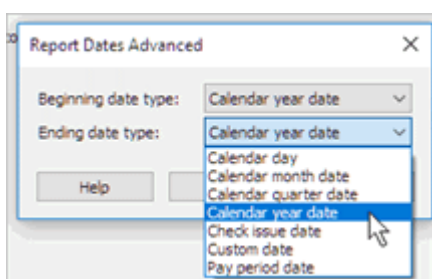 Report Dates Advanced
Beginning date type: Calendar year date
Ending date type: Calendar year date
Calendar day
Calendar month date
Calendar quarter date
Calendar year date
Help
Check issue date
Custom date
Pay period date